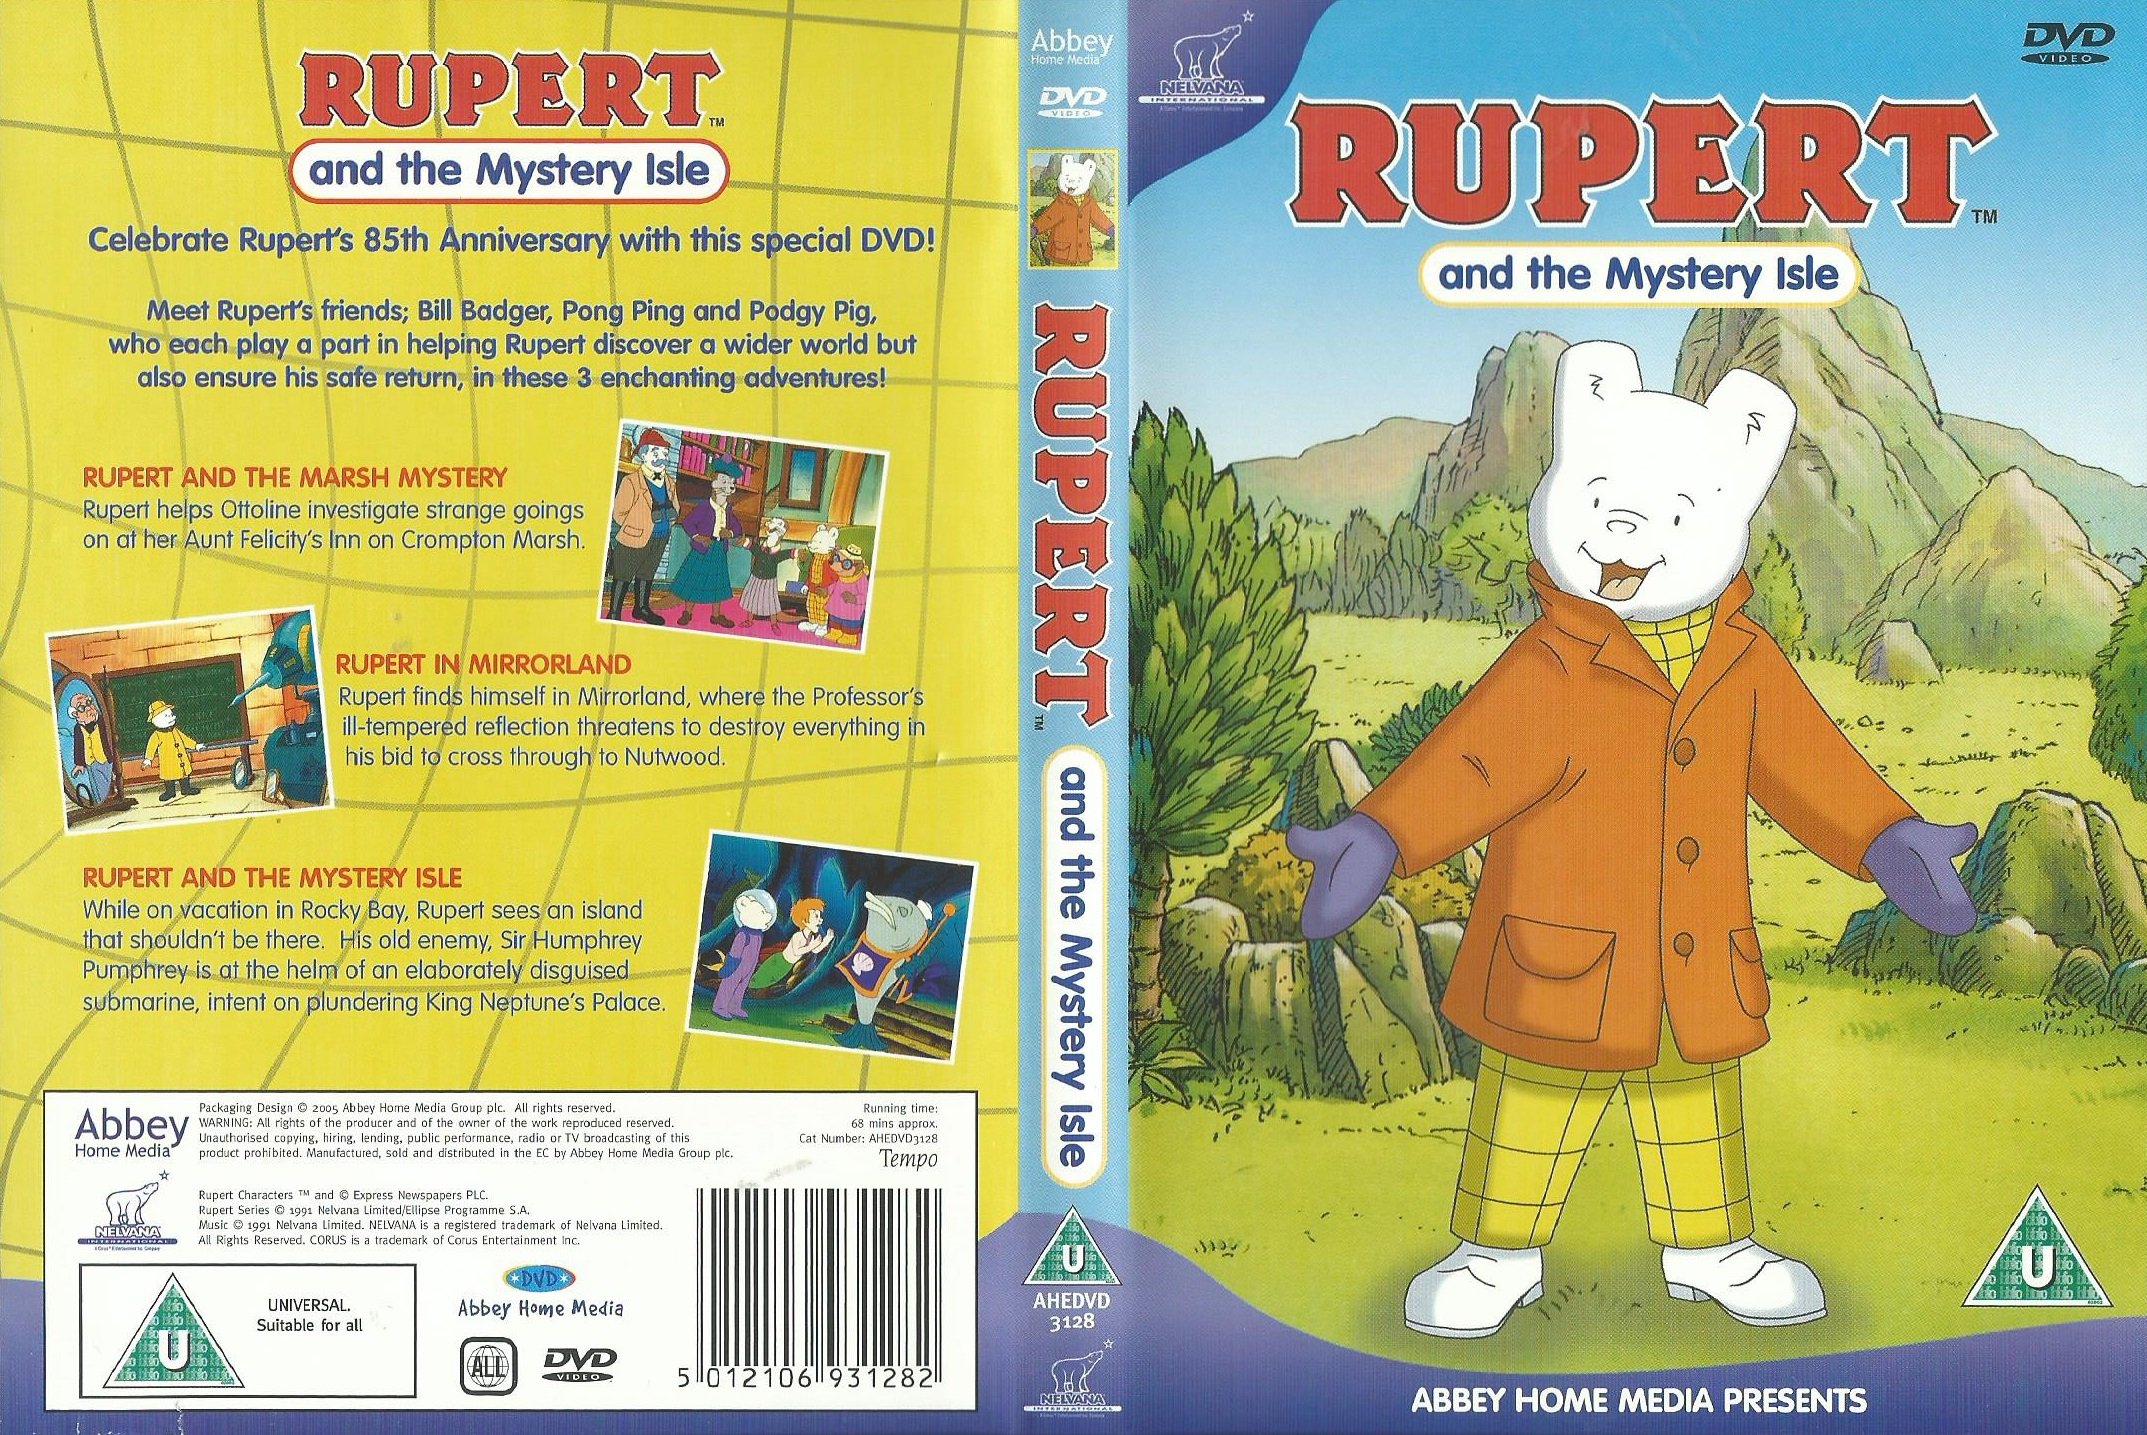 RUPERT™
and the Mystery Isle
Celebrate Rupert's 85th Anniversary with this special DVD!
Meet Rupert's friends; Bill Badger, Pong Ping and Podgy Pig,
who each play a part in helping Rupert discover a wider world but
also ensure his safe return, in these 3 enchanting adventures!
RUPERT AND THE MARSH MYSTERY
Rupert helps Ottoline investigate strange goings
on at her Aunt Felicity's Inn on Crompton Marsh.
RUPERT IN MIRRORLAND
Rupert finds himself in Mirrorland, where the Professor's
ill-tempered reflection threatens to destroy everything in
his bid to cross through to Nutwood.
RUPERT AND THE MYSTERY ISLE
While on vacation in Rocky Bay, Rupert sees an island
that shouldn't be there. His old enemy, Sir Humphrey
Pumphrey is at the helm of an elaborately disguised
submarine, intent on plundering King Neptune's Palace.
Abbey
Home Media
Packaging Design © 2005 Abbey Home Media Group plc. All rights reserved.
WARNING: All rights of the producer and of the owner of the work reproduced reserved.
Unauthorised copying, hiring, lending, public performance, radio or TV broadcasting of this
product prohibited. Manufactured, sold and distributed in the EC by Abbey Home Media Group plc.
Running time:
68 mins approx.
Cat Number: AHEDVD3128
Tempo
NELVANA
INTERNATIONAL
Rupert Characters ™ and © Express Newspapers PLC.
Rupert Series © 1991 Nelvana Limited/Ellipse Programme S.A.
Music © 1991 Nelvana Limited. NELVANA is a registered trademark of Nelvana Limited.
All Rights Reserved. CORUS is a trademark of Corus Entertainment Inc.
U
UNIVERSAL.
Suitable for all
DVD
Abbey Home Media
ALL
DVD
VIDEO
5 012106 931282
Abbey
Home Media
DVD
VIDEO
RUPERT™
and the Mystery Isle
U
AHEDVD
3128
NELVANA
INTERNATIONAL
NELVANA
INTERNATIONAL
DVD
VIDEO
RUPERT™
and the Mystery Isle
U
ABBEY HOME MEDIA PRESENTS